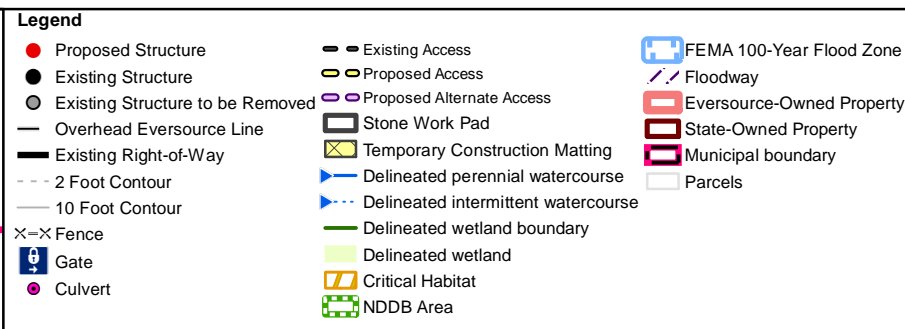 Legend
Proposed Structure
Existing Structure
Existing Structure to be Removed
Overhead Eversource Line
Existing Right-of-Way
2 Foot Contour
10 Foot Contour
Fence
Gate
Culvert
Existing Access
Proposed Access
Proposed Alternate Access
Stone Work Pad
Temporary Construction Matting
Delineated perennial watercourse
Delineated intermittent watercourse
Delineated wetland boundary
Delineated wetland
Critical Habitat
NDDB Area
FEMA 100-Year Flood Zone
Floodway
Eversource-Owned Property
State-Owned Property
Municipal boundary
Parcels